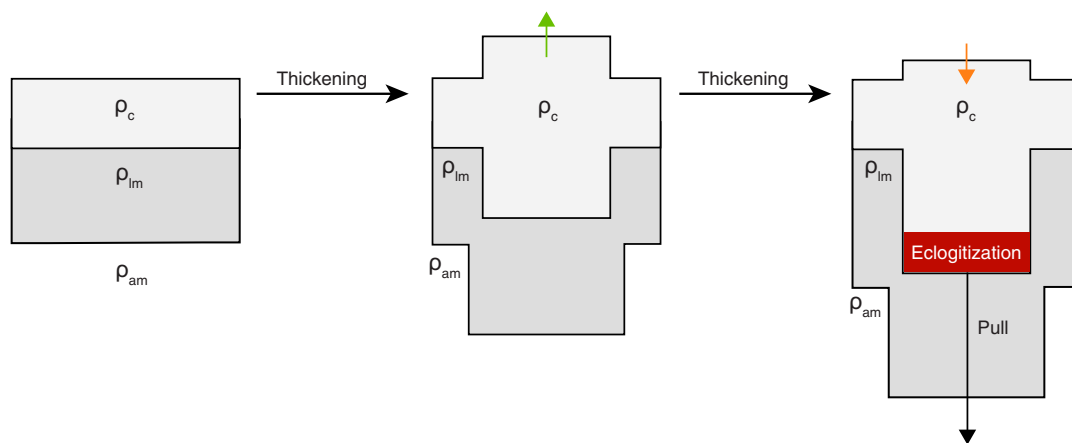 ρc
ρlm
ρam
Thickening
ρc
ρlm
ρam
Thickening
ρc
ρlm
Eclogitization
ρam
Pull